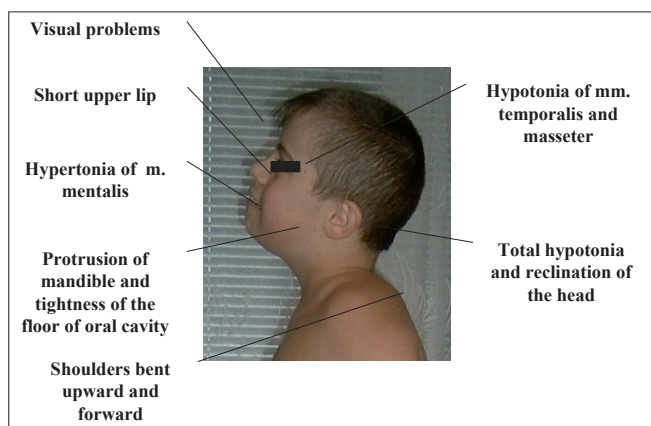 Visual problems
Short upper lip
Hypertonia of m.
mentalis
Protrusion of
mandible and
tightness of the
floor of oral cavity
Shoulders bent
upward and
forward
Hypotonia of mm.
temporalis and
masseter
Total hypotonia
and reclination of
the head